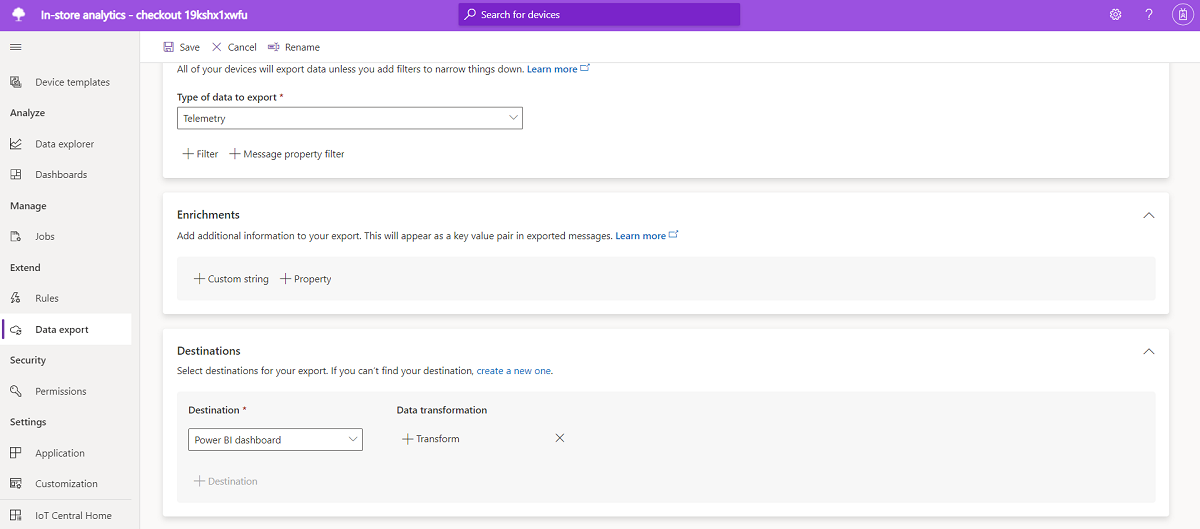 In-store analytics - checkout 19kshx1xwfu
Search for devices
?
Save
Cancel
Rename
Device templates
Analyze
Data explorer
Dashboards
Manage
Jobs
Extend
Rules
Data export
Security
Permissions
Settings
Application
Customization
IoT Central Home
All of your devices will export data unless you add filters to narrow things down. Learn more
Type of data to export *
Telemetry
Filter
Message property filter
Enrichments
Add additional information to your export. This will appear as a key value pair in exported messages. Learn more
Custom string
Property
Destinations
Select destinations for your export. If you can't find your destination, create a new one.
Destination *
Data transformation
Power BI dashboard
Transform
Destination